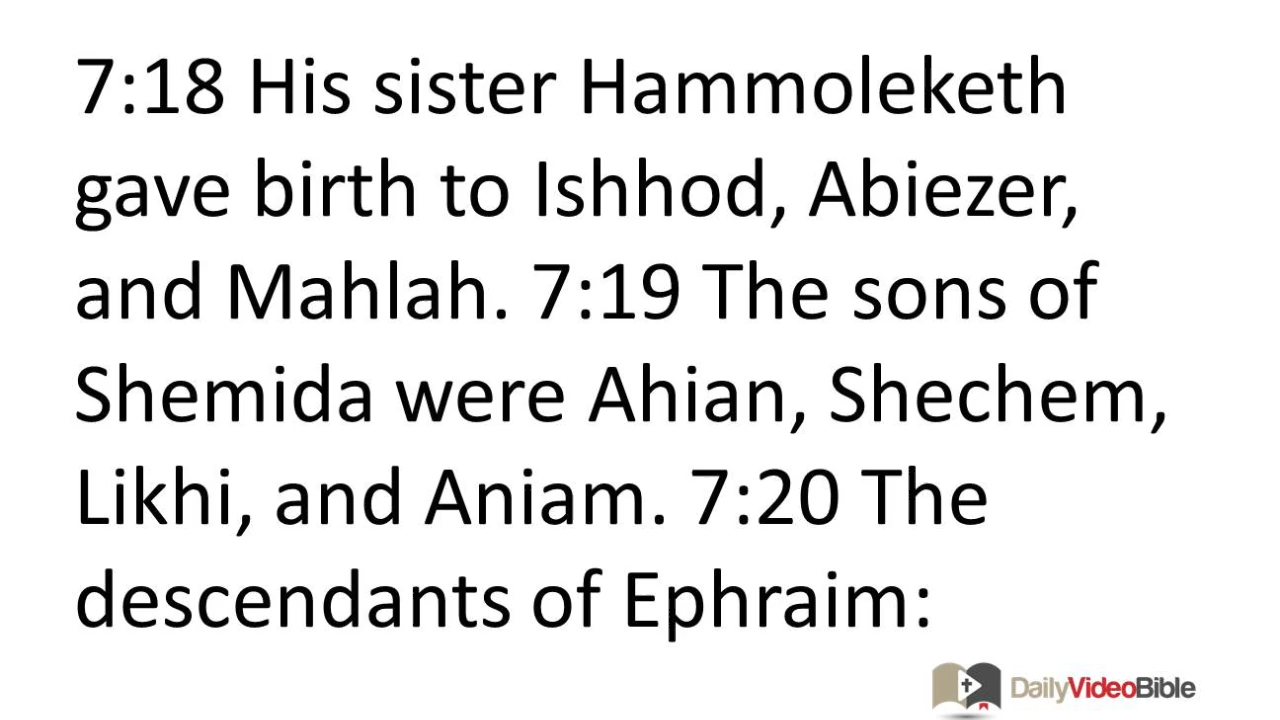 7:18 His sister Hammoleketh
gave birth to Ishhod, Abiezer,
and Mahlah. 7:19 The sons of
Shemida were Ahian, Shechem,
Likhi, and Aniam. 7:20 The
descendants of Ephraim:
DailyVideoBible